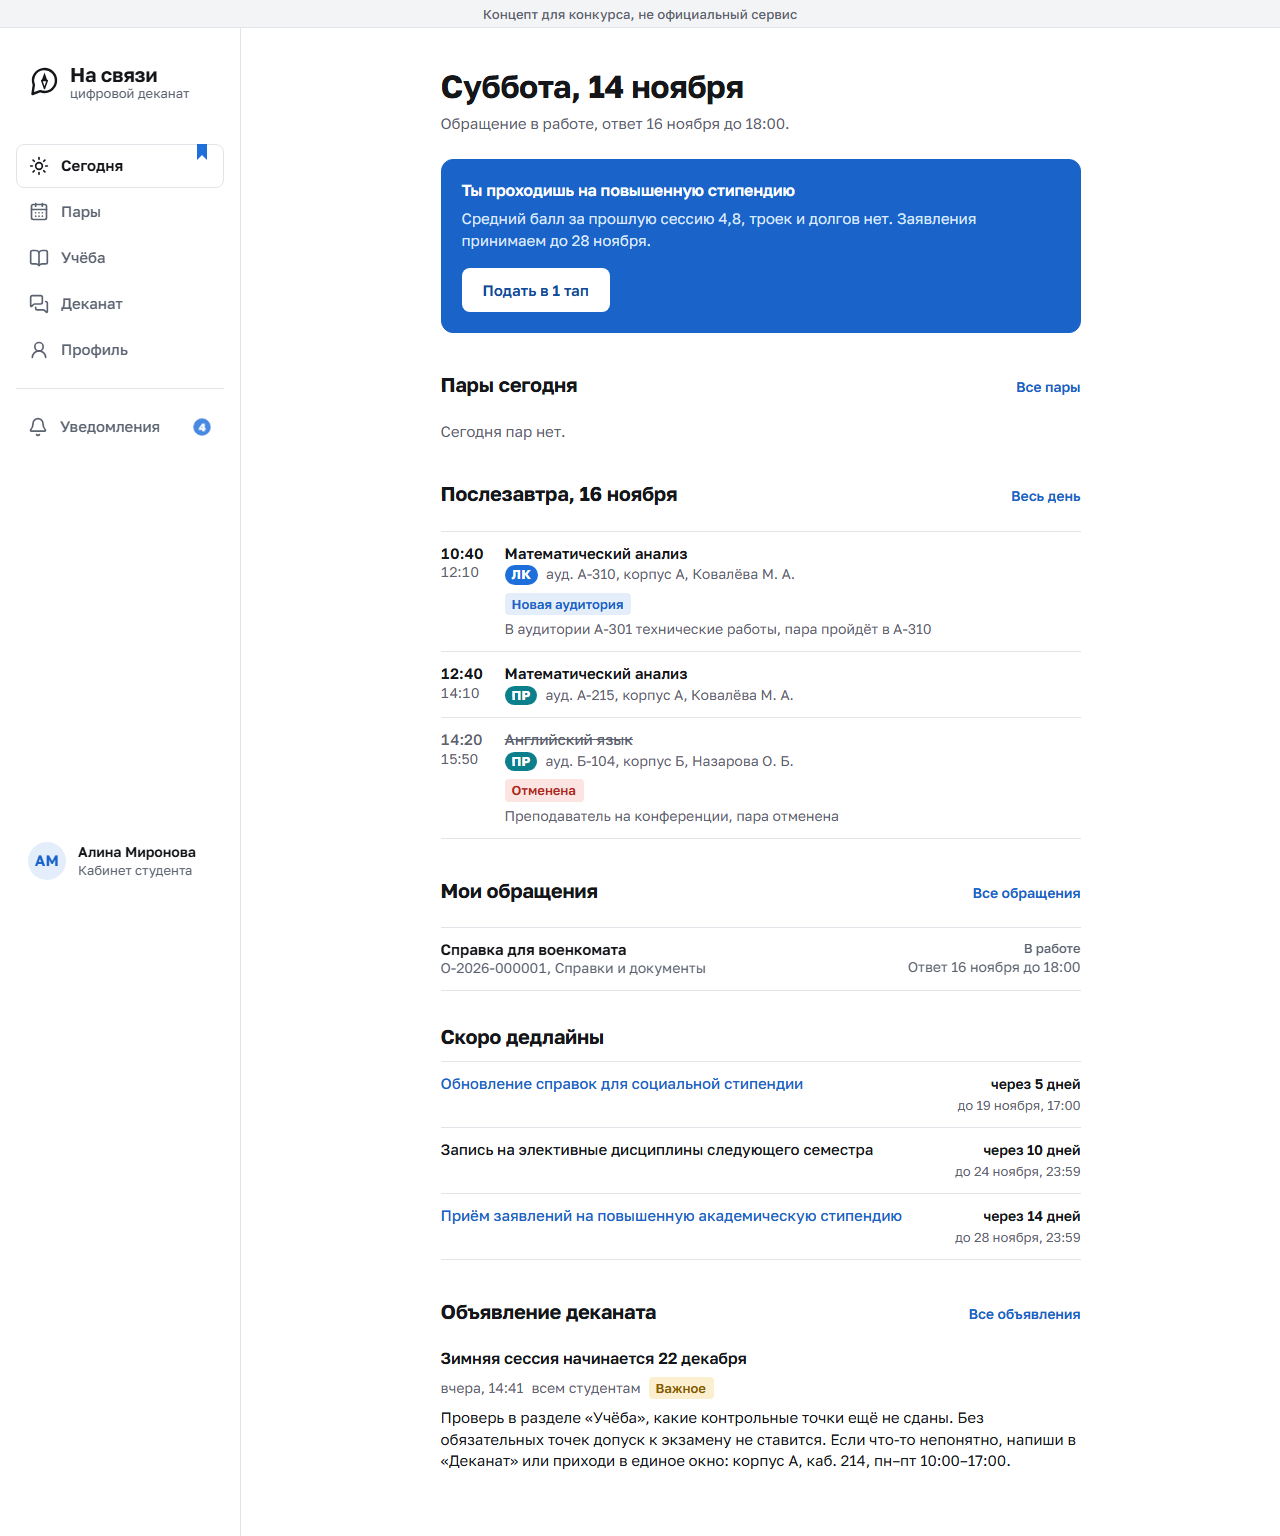 Концепт для конкурса, не официальный сервис
На связи
цифровой деканат
Сегодня
Пары
Учёба
Деканат
Профиль
Уведомления 4
АМ
Алина Миронова
Кабинет студента
Суббота, 14 ноября
Обращение в работе, ответ 16 ноября до 18:00.
Ты проходишь на повышенную стипендию
Средний балл за прошлую сессию 4,8, троек и долгов нет. Заявления
принимаем до 28 ноября.
Подать в 1 тап
Пары сегодня Все пары
Сегодня пар нет.
Послезавтра, 16 ноября Весь день
10:40 Математический анализ
12:10 ЛК ауд. А-310, корпус А, Ковалёва М. А.
Новая аудитория
В аудитории А-301 технические работы, пара пройдёт в А-310
12:40 Математический анализ
14:10 ПР ауд. А-215, корпус А, Ковалёва М. А.
14:20 Английский язык
15:50 ПР ауд. Б-104, корпус Б, Назарова О. Б.
Отменена
Преподаватель на конференции, пара отменена
Мои обращения Все обращения
Справка для военкомата В работе
О-2026-000001, Справки и документы Ответ 16 ноября до 18:00
Скоро дедлайны
Обновление справок для социальной стипендии через 5 дней
до 19 ноября, 17:00
Запись на элективные дисциплины следующего семестра через 10 дней
до 24 ноября, 23:59
Приём заявлений на повышенную академическую стипендию через 14 дней
до 28 ноября, 23:59
Объявление деканата Все объявления
Зимняя сессия начинается 22 декабря
вчера, 14:41 всем студентам Важное
Проверь в разделе «Учёба», какие контрольные точки ещё не сданы. Без
обязательных точек допуск к экзамену не ставится. Если что-то непонятно, напиши в
«Деканат» или приходи в единое окно: корпус А, каб. 214, пн–пт 10:00–17:00.